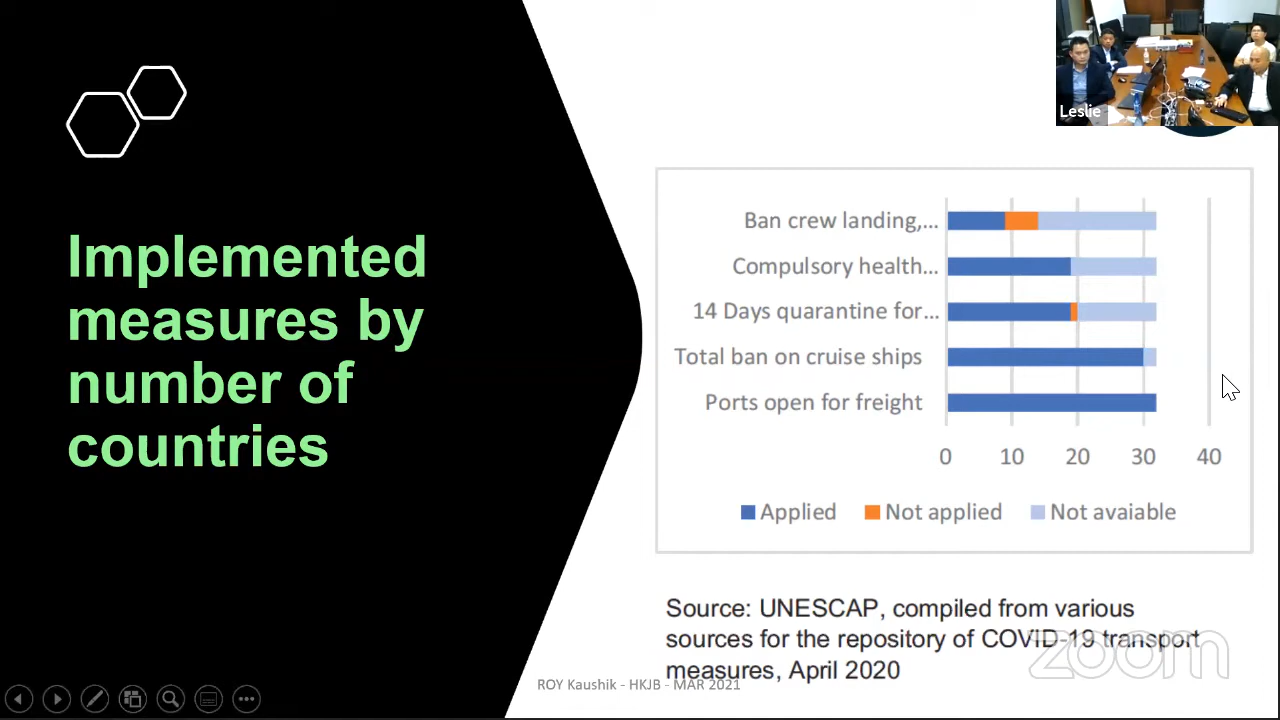 Leslie
Implemented
measures by
number of
countries
Ban crew landing,...
Compulsory health...
14 Days quarantine for...
Total ban on cruise ships
Ports open for freight
0 10 20 30 40
Applied Not applied Not avaiable
Source: UNESCAP, compiled from various
sources for the repository of COVID-19 transport
measures, April 2020
zoom
ROY Kaushik - HKJB - MAR 2021